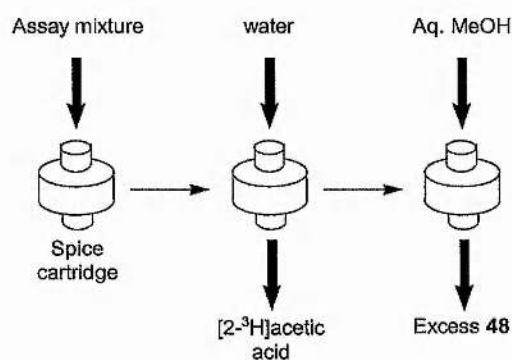 Assay mixture
water
Aq. MeOH
Spice
cartridge
[2-³H]acetic
acid
Excess 48